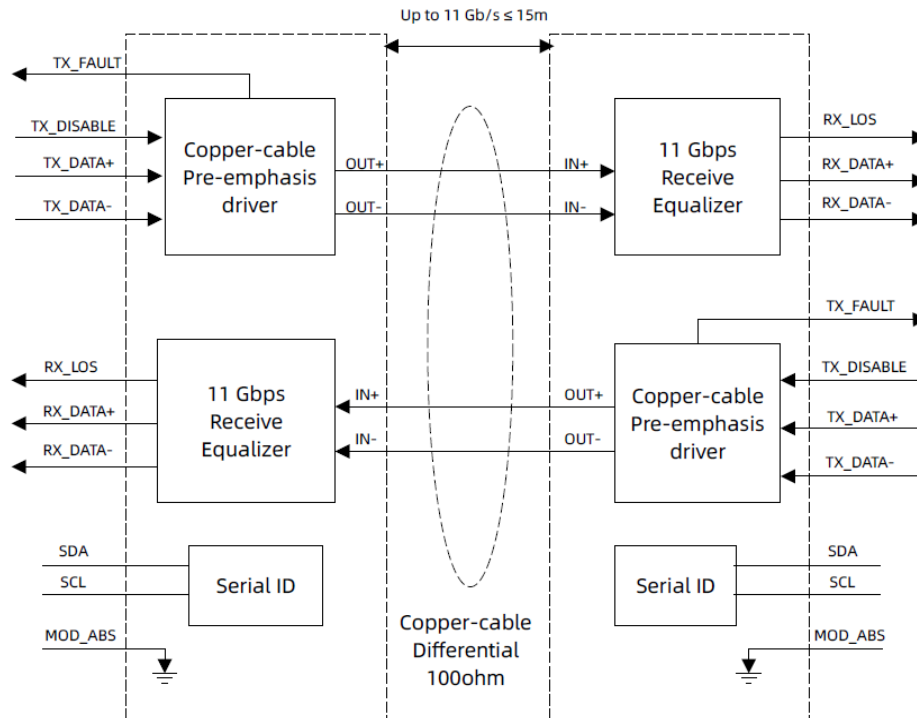 Up to 11 Gb/s ≤ 15m
TX_FAULT
TX_DISABLE
TX_DATA+
TX_DATA-
Copper-cable
Pre-emphasis
driver
OUT+
OUT-
IN+
IN-
11 Gbps
Receive
Equalizer
RX_LOS
RX_DATA+
RX_DATA-
RX_LOS
RX_DATA+
RX_DATA-
11 Gbps
Receive
Equalizer
IN+
IN-
OUT+
OUT-
Copper-cable
Pre-emphasis
driver
TX_FAULT
TX_DISABLE
TX_DATA+
TX_DATA-
SDA
SCL
Serial ID
MOD_ABS
Copper-cable
Differential
100ohm
Serial ID
SDA
SCL
MOD_ABS